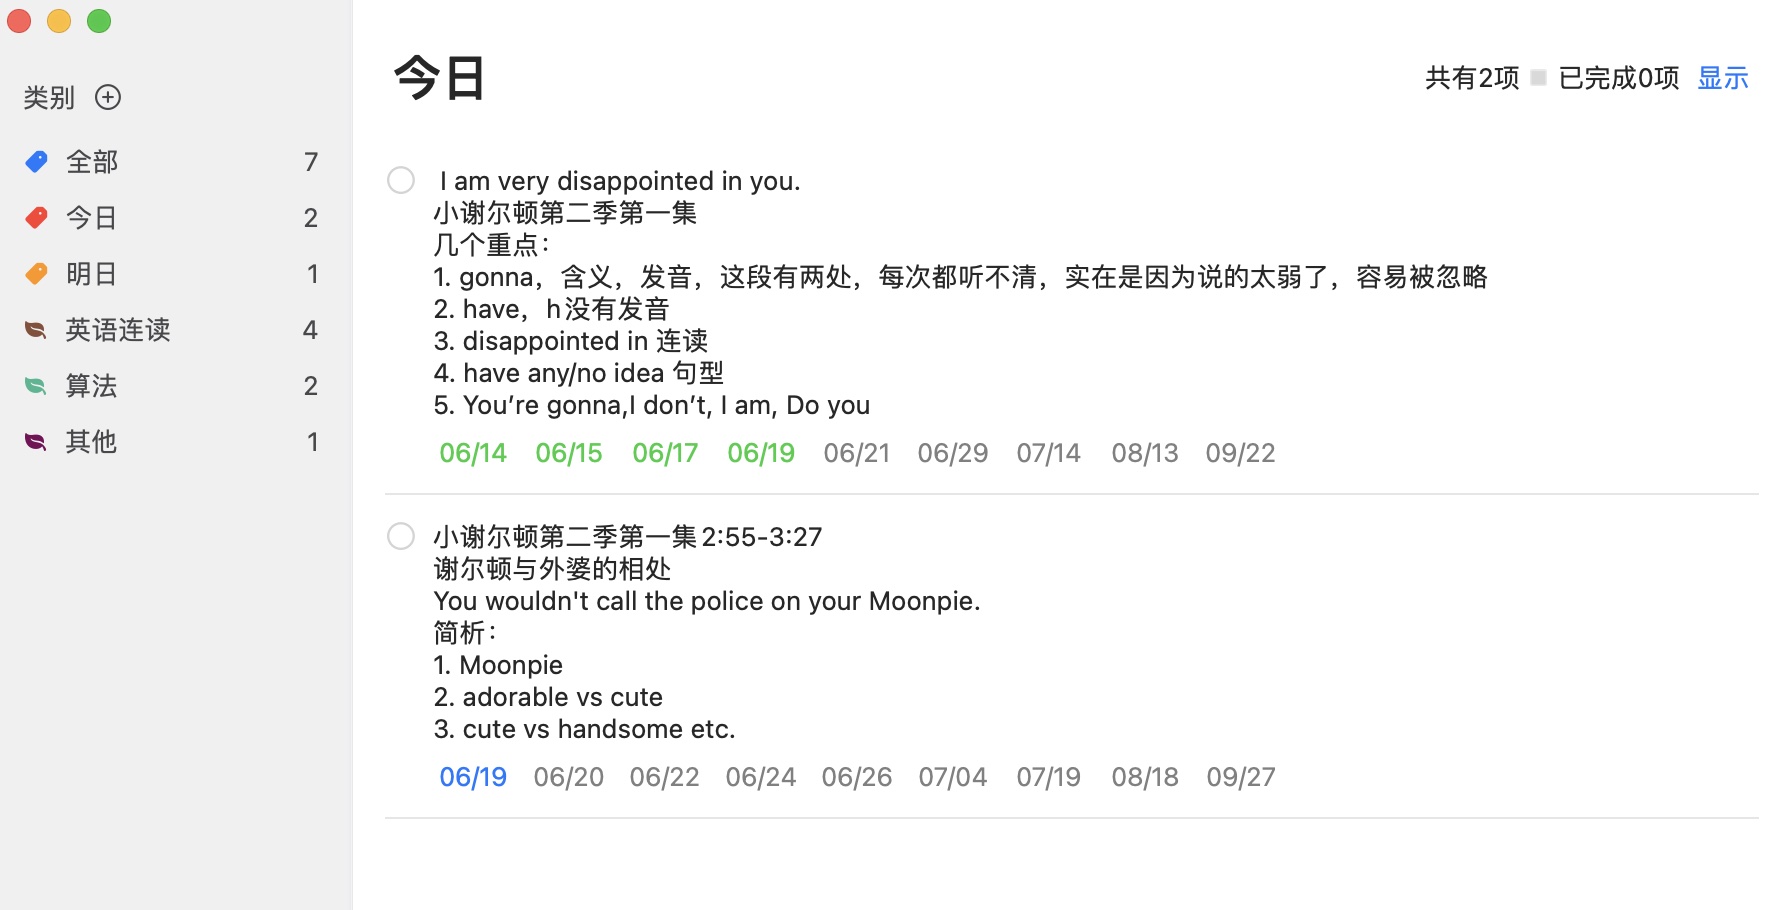 类别
全部 7
今日 2
明日 1
英语连读 4
算法 2
其他 1
今日
共有2项 已完成0项 显示
I am very disappointed in you.
小谢尔顿第二季第一集
几个重点：
1. gonna，含义，发音，这段有两处，每次都听不清，实在是因为说的太弱了，容易被忽略
2. have，h没有发音
3. disappointed in 连读
4. have any/no idea 句型
5. You’re gonna,I don’t, I am, Do you
06/14 06/15 06/17 06/19 06/21 06/29 07/14 08/13 09/22
小谢尔顿第二季第一集2:55-3:27
谢尔顿与外婆的相处
You wouldn't call the police on your Moonpie.
简析：
1. Moonpie
2. adorable vs cute
3. cute vs handsome etc.
06/19 06/20 06/22 06/24 06/26 07/04 07/19 08/18 09/27